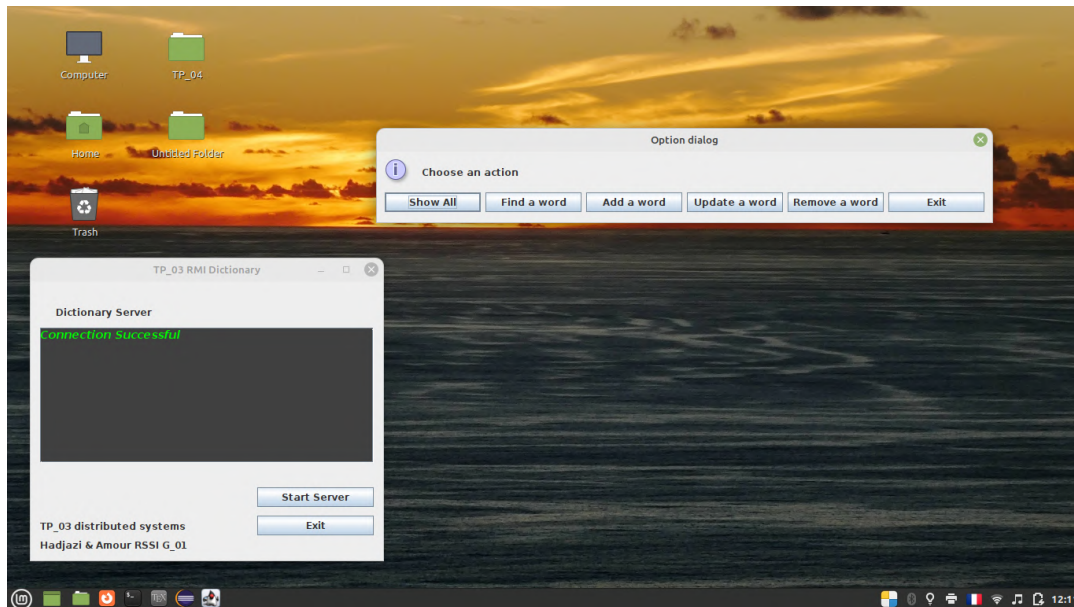 Computer
TP_04
Home
Untitled Folder
Trash
Option dialog
i
Choose an action
Show All
Find a word
Add a word
Update a word
Remove a word
Exit
TP_03 RMI Dictionary
Dictionary Server
Connection Successful
Start Server
Exit
TP_03 distributed systems
Hadjazi & Amour RSSI G_01
lm
TEX